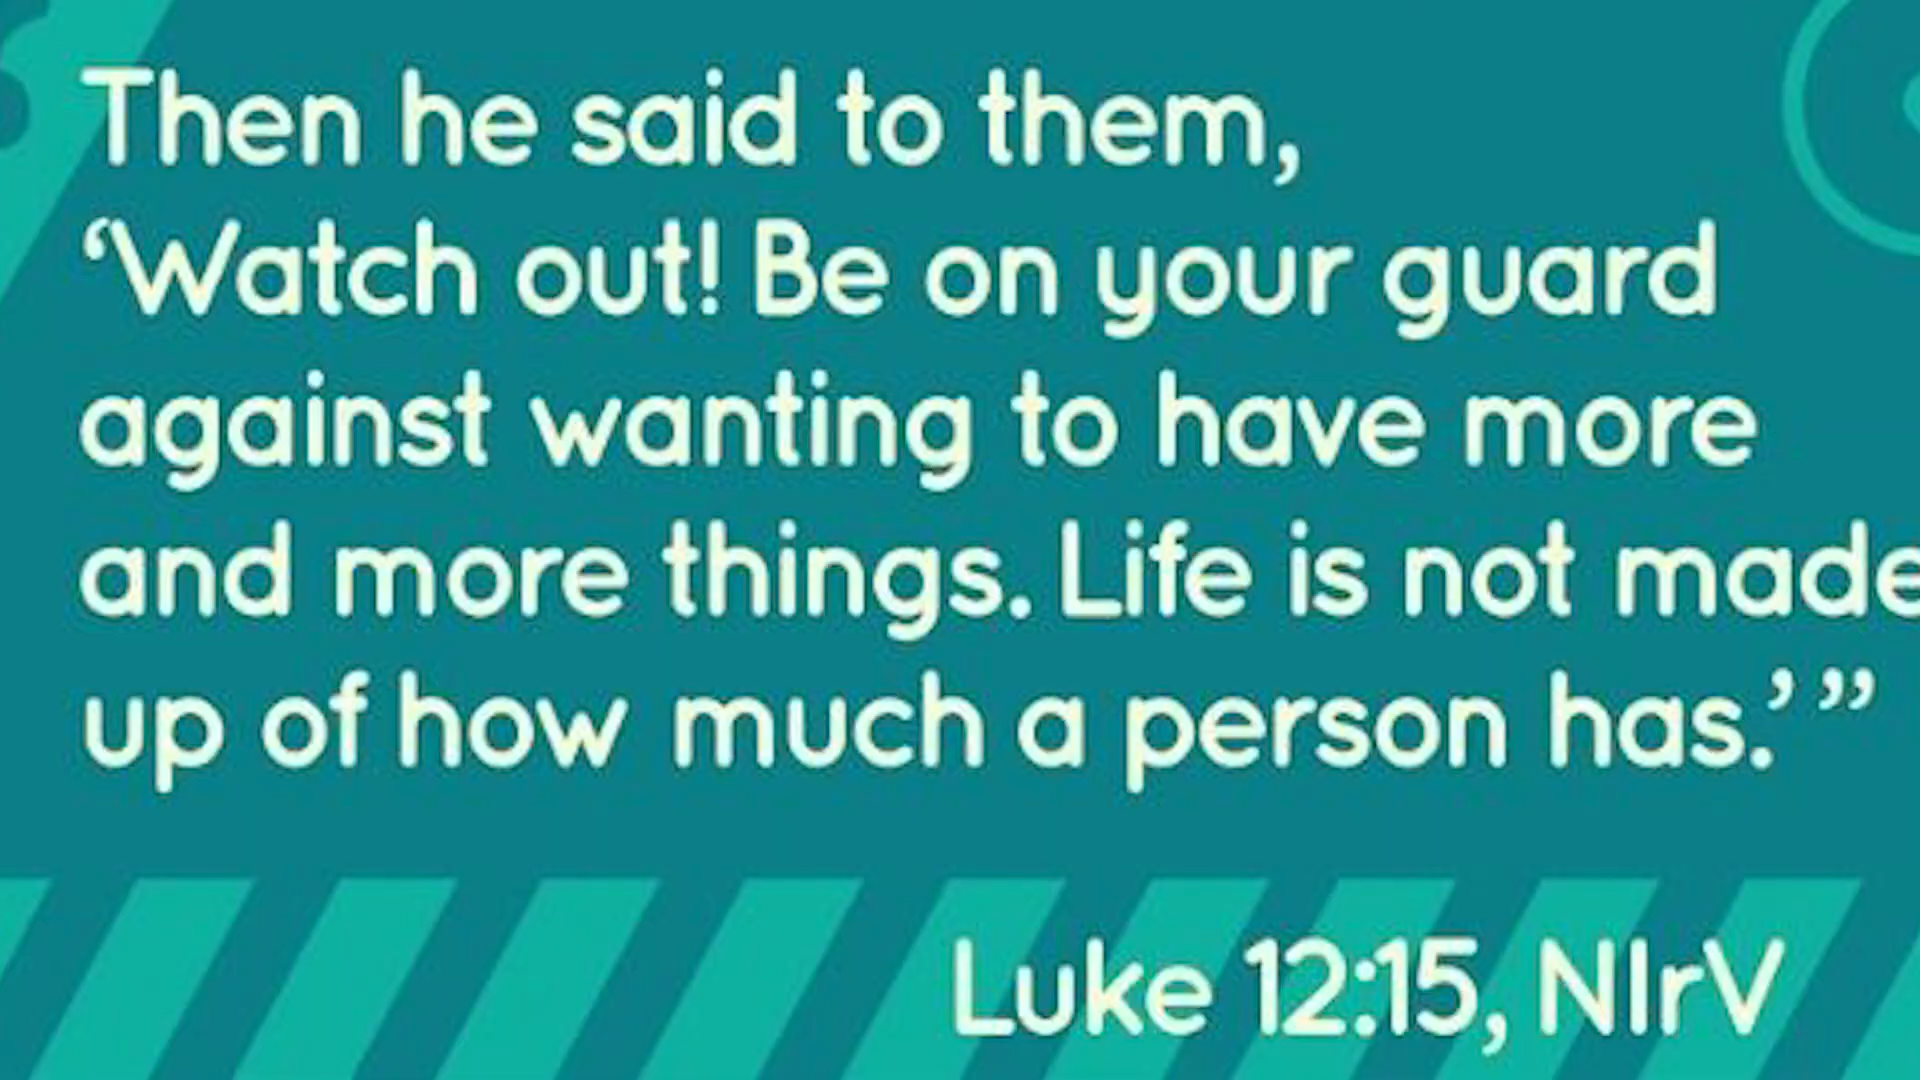 Then he said to them,
‘Watch out! Be on your guard
against wanting to have more
and more things. Life is not made
up of how much a person has.’ ”
Luke 12:15, NIrV